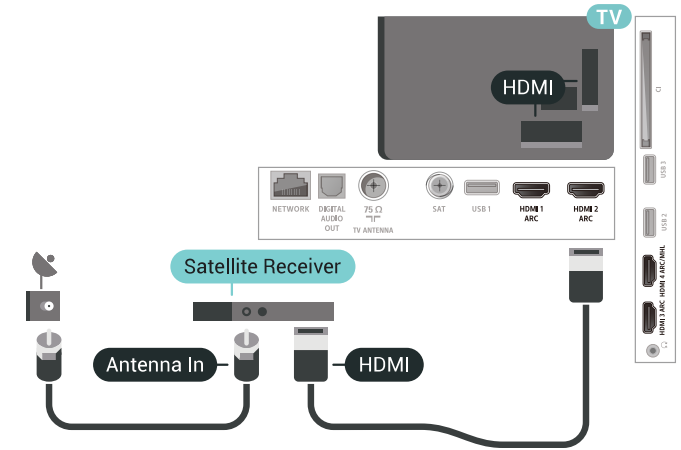 TV
HDMI
CI
USB 3
USB 2
HDMI 4 ARC/MHL
HDMI 3 ARC
NETWORK
DIGITAL
AUDIO
OUT
75 Ω
TV ANTENNA
SAT
USB 1
HDMI 1
ARC
HDMI 2
ARC
Satellite Receiver
Antenna In
HDMI